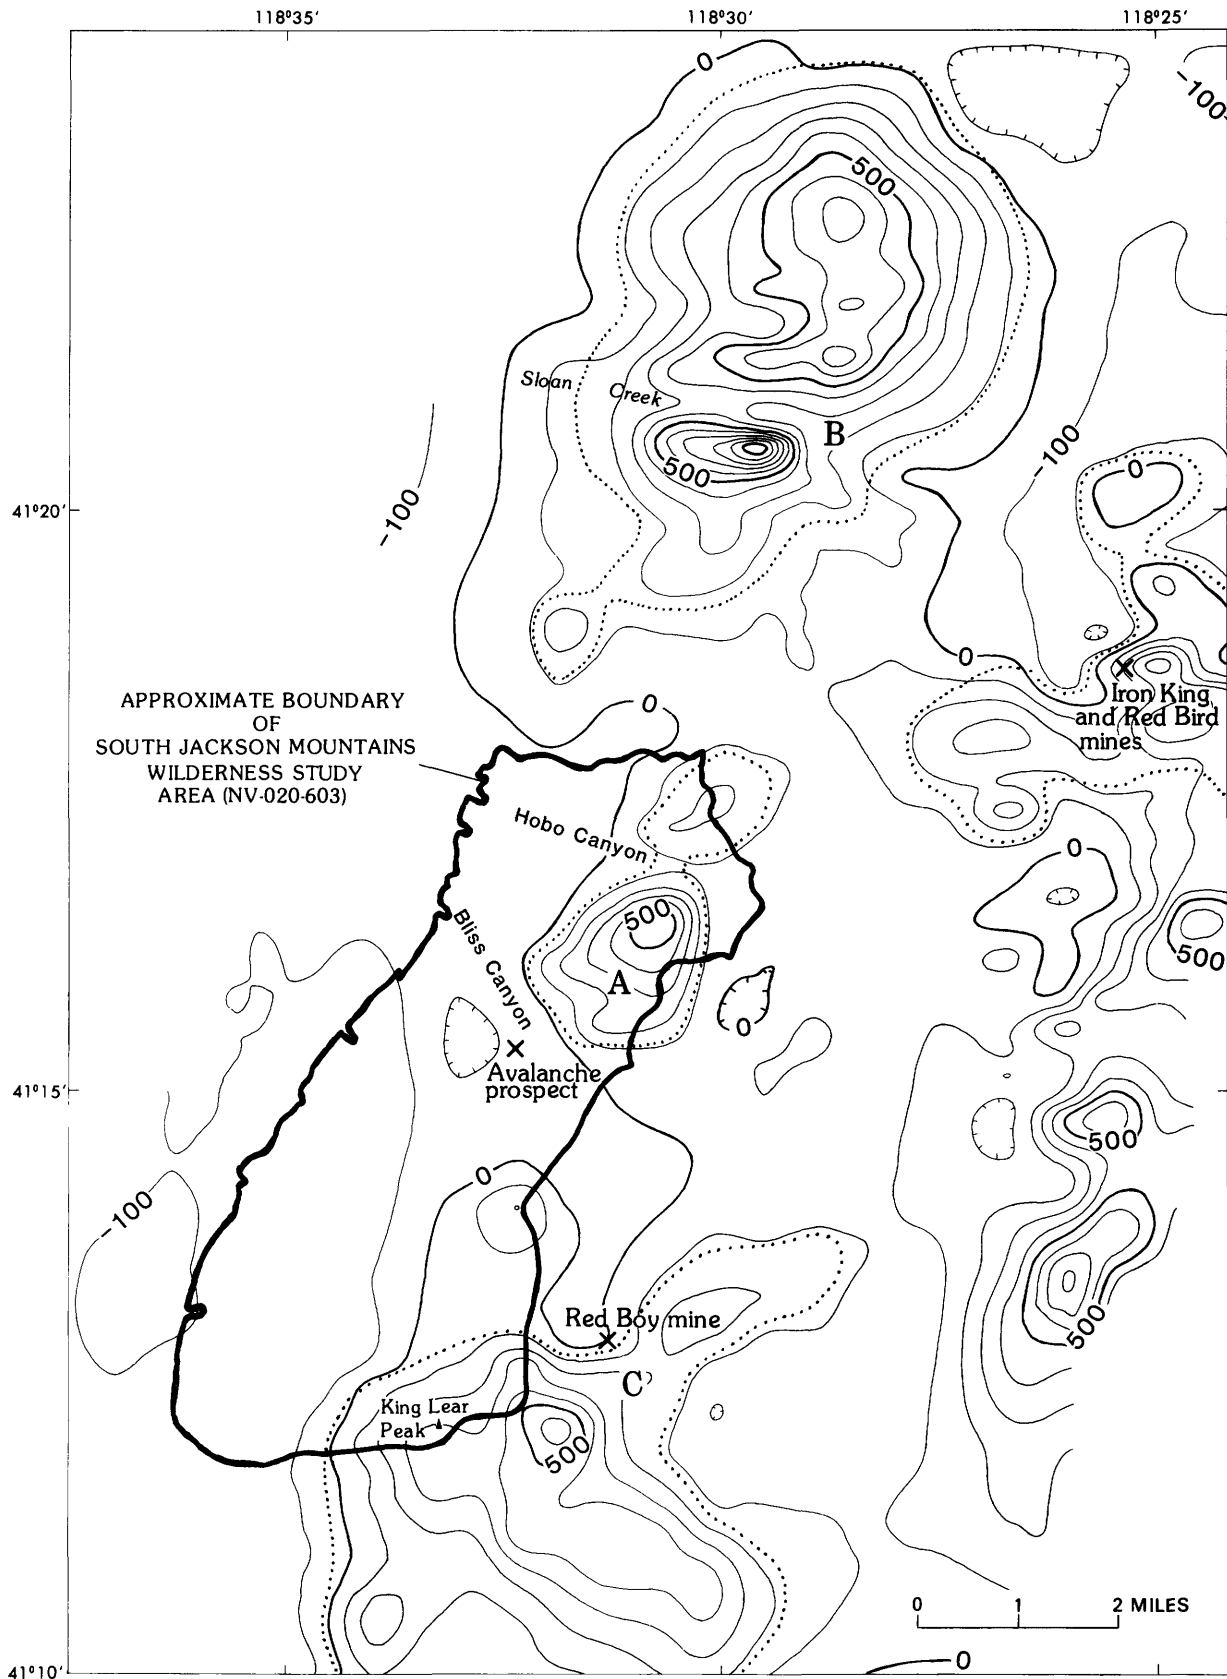 118°35′ 118°30′ 118°25′
0
-100
500
Sloan Creek
B
500
-100
0
-100
41°20′
0
Iron King
and Red Bird
mines
0
APPROXIMATE BOUNDARY
OF
SOUTH JACKSON MOUNTAINS
WILDERNESS STUDY
AREA (NV-020-603)
Hobo Canyon
0
500
Bliss Canyon
500
A
0
Avalanche
prospect
41°15′
500
0
-100
Red Boy mine
500
C
King Lear
Peak
500
0 1 2 MILES
0
41°10′